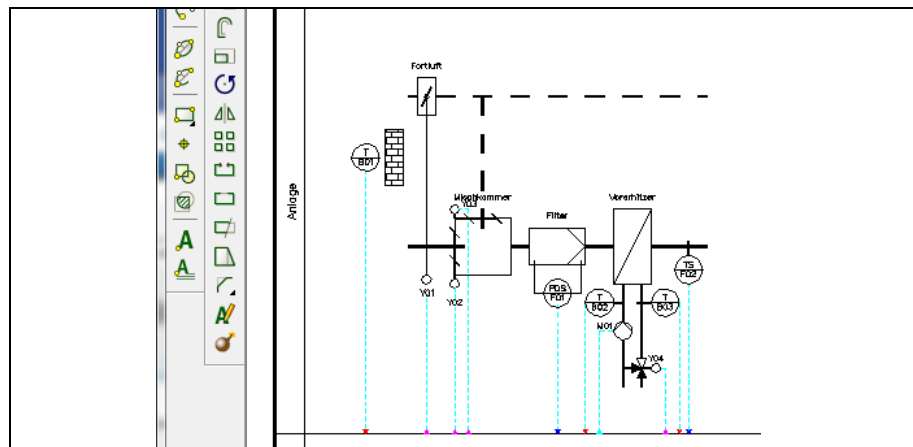 Fortluft
T
B01
Anlage
Mischkammer
Y03
Filter
Vorerhitzer
TS
F02
Y01
Y02
PDS
F01
T
B02
T
B03
M01
Y04
A
A
A